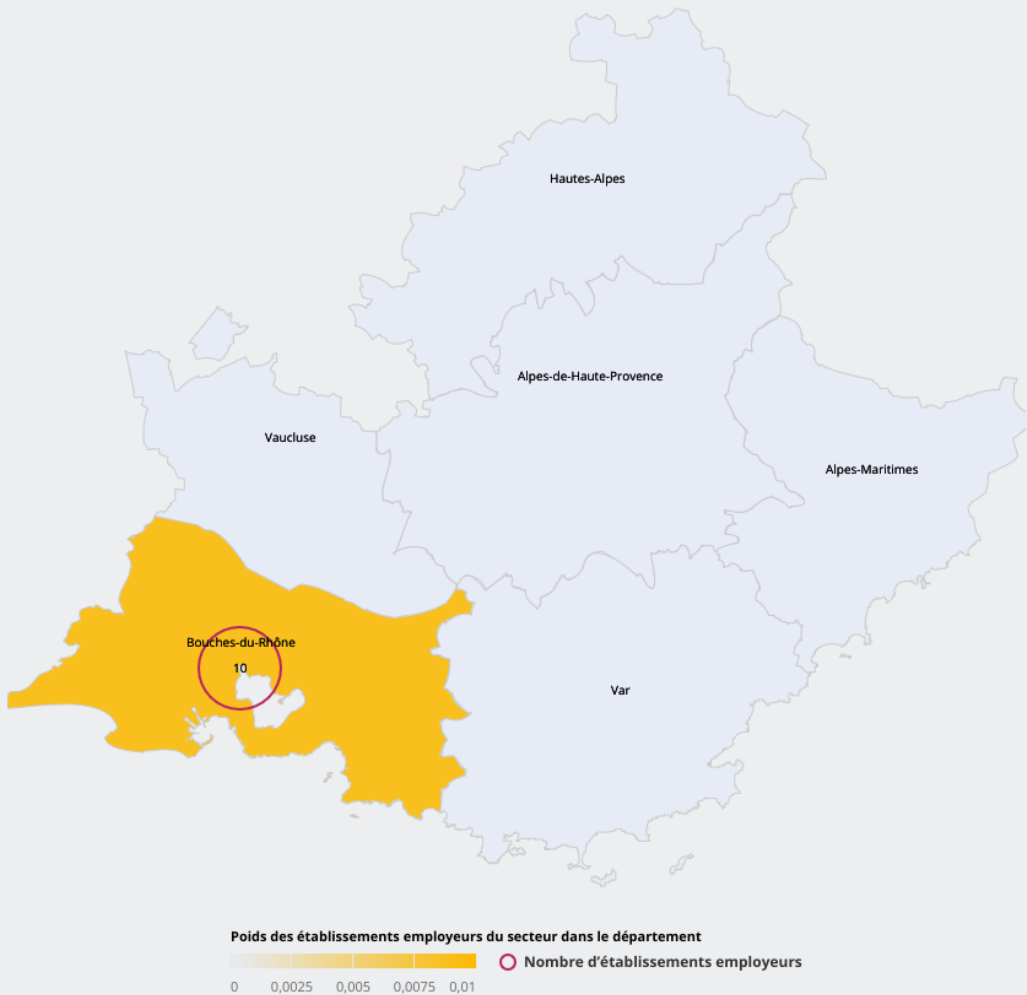 Hautes-Alpes
Alpes-de-Haute-Provence
Vaucluse
Alpes-Maritimes
Bouches-du-Rhône
10
Var
Poids des établissements employeurs du secteur dans le département
Nombre d’établissements employeurs
0 0,0025 0,005 0,0075 0,01